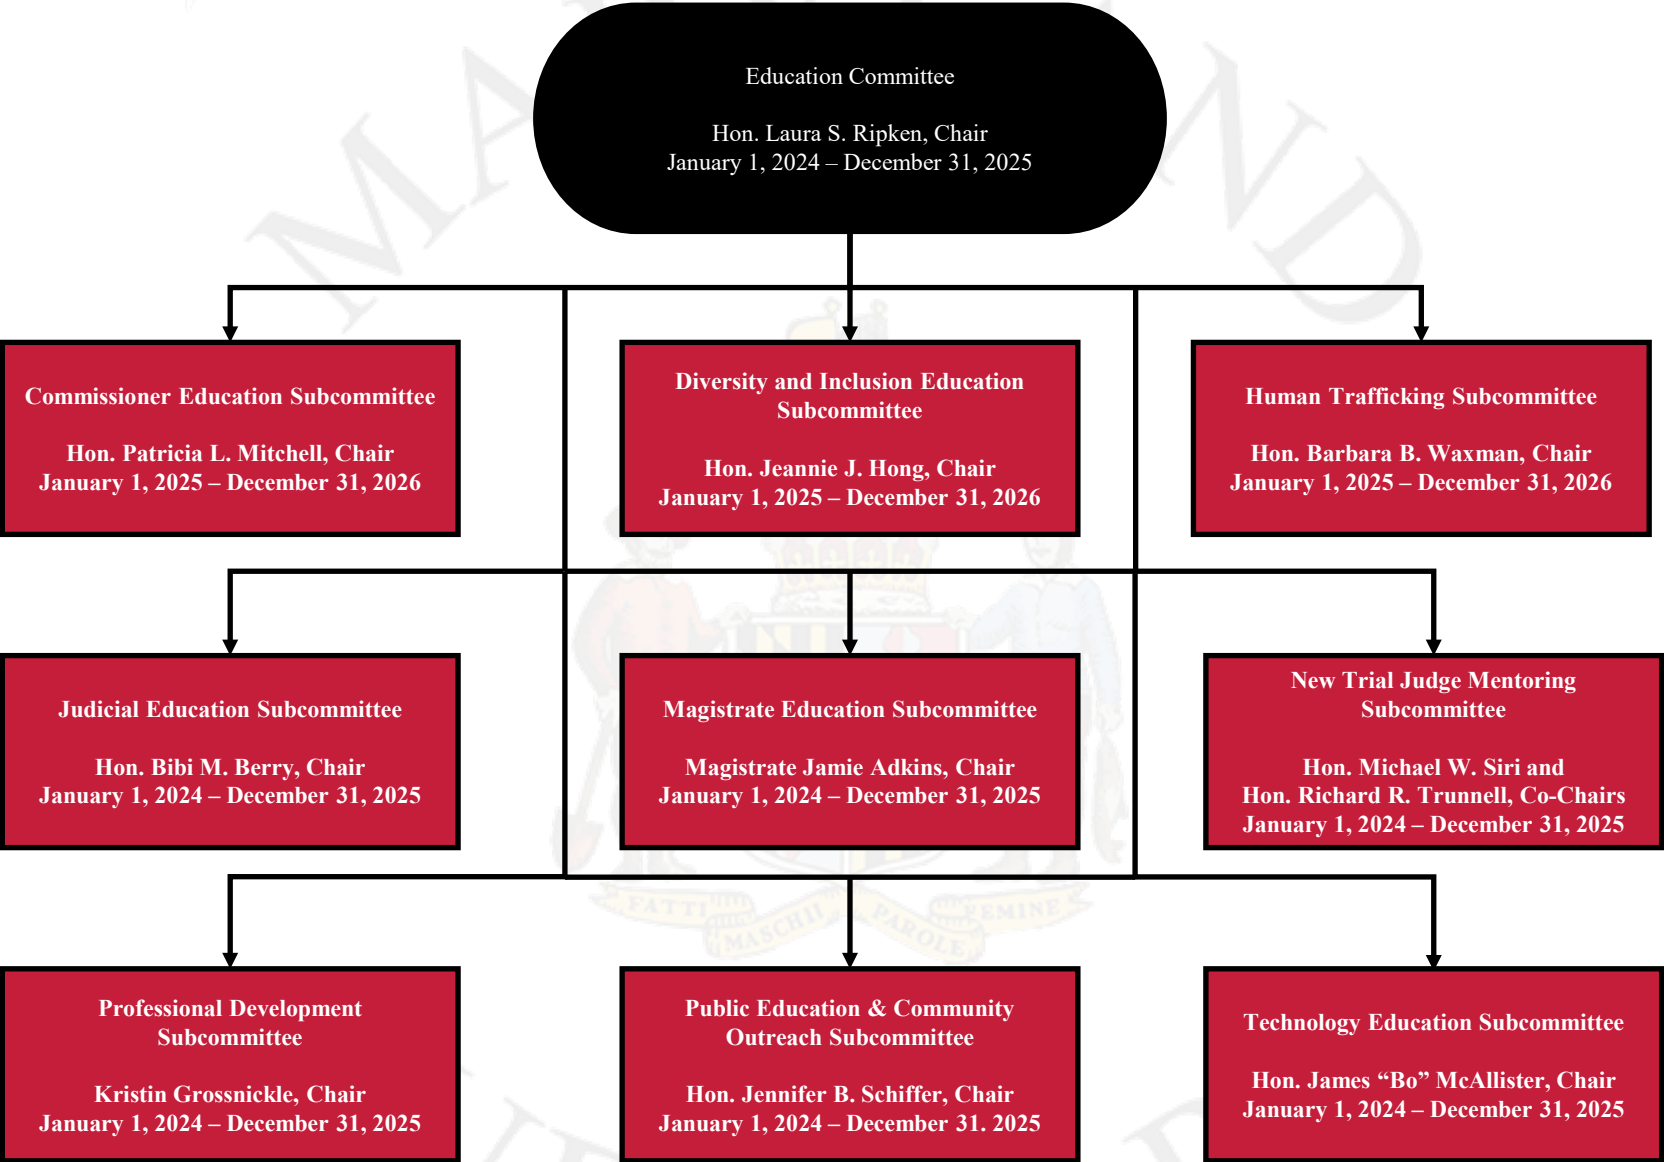 Education Committee
Hon. Laura S. Ripken, Chair
January 1, 2024 – December 31, 2025
Commissioner Education Subcommittee
Hon. Patricia L. Mitchell, Chair
January 1, 2025 – December 31, 2026
Diversity and Inclusion Education
Subcommittee
Hon. Jeannie J. Hong, Chair
January 1, 2025 – December 31, 2026
Human Trafficking Subcommittee
Hon. Barbara B. Waxman, Chair
January 1, 2025 – December 31, 2026
Judicial Education Subcommittee
Hon. Bibi M. Berry, Chair
January 1, 2024 – December 31, 2025
Magistrate Education Subcommittee
Magistrate Jamie Adkins, Chair
January 1, 2024 – December 31, 2025
New Trial Judge Mentoring
Subcommittee
Hon. Michael W. Siri and
Hon. Richard R. Trunnell, Co-Chairs
January 1, 2024 – December 31, 2025
FATTI MASCHII PAROLE FEMINE
Professional Development
Subcommittee
Kristin Grossnickle, Chair
January 1, 2024 – December 31, 2025
Public Education & Community
Outreach Subcommittee
Hon. Jennifer B. Schiffer, Chair
January 1, 2024 – December 31. 2025
Technology Education Subcommittee
Hon. James “Bo” McAllister, Chair
January 1, 2024 – December 31, 2025